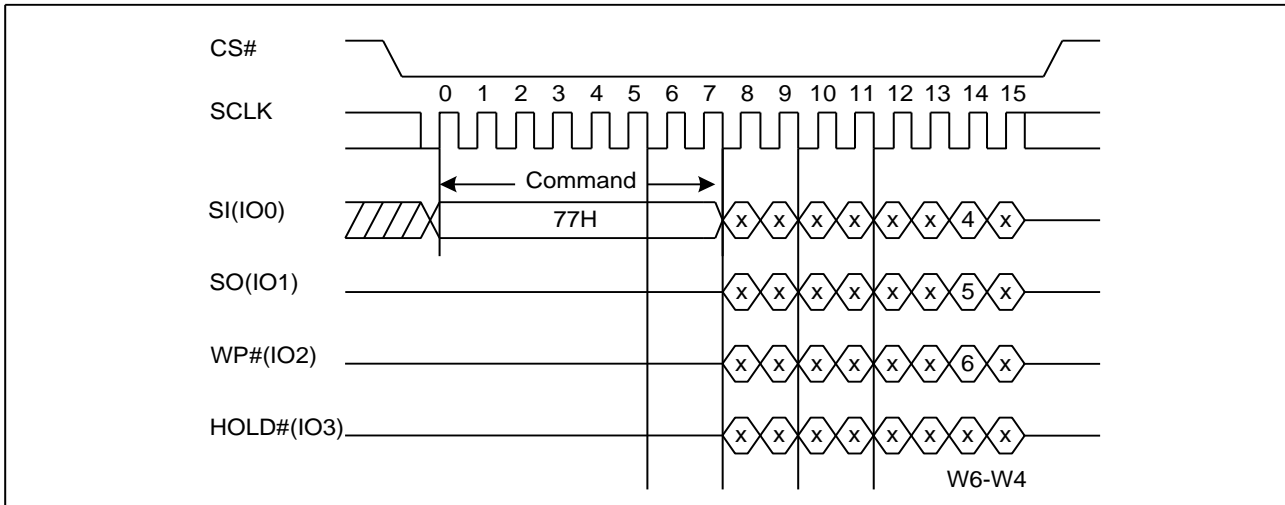 CS#
0 1 2 3 4 5 6 7 8 9 10 11 12 13 14 15
SCLK
Command
SI(IO0) 77H x x x x x x 4 x
SO(IO1) x x x x x x 5 x
WP#(IO2) x x x x x x 6 x
HOLD#(IO3) x x x x x x x x
W6-W4